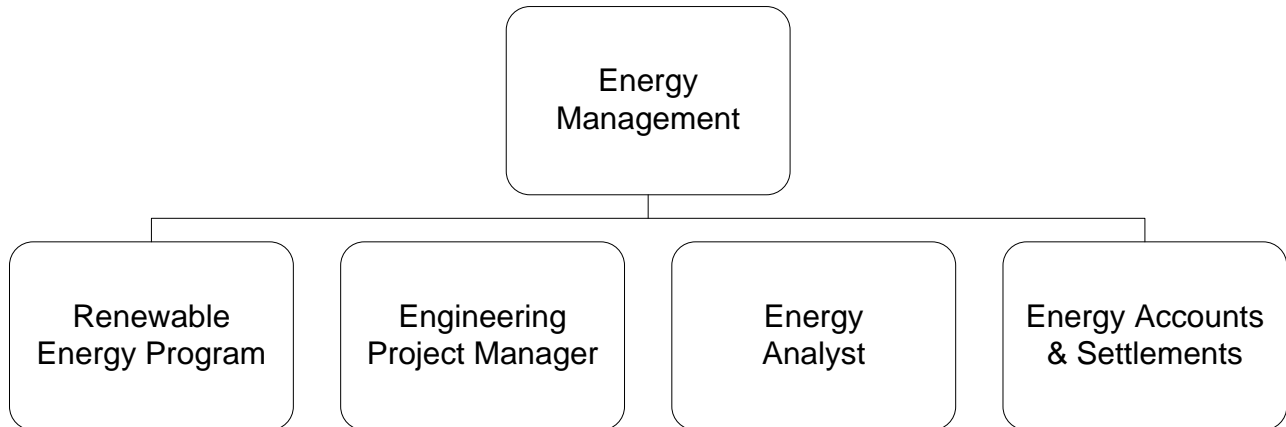 Energy
Management
Renewable
Energy Program
Engineering
Project Manager
Energy
Analyst
Energy Accounts
& Settlements